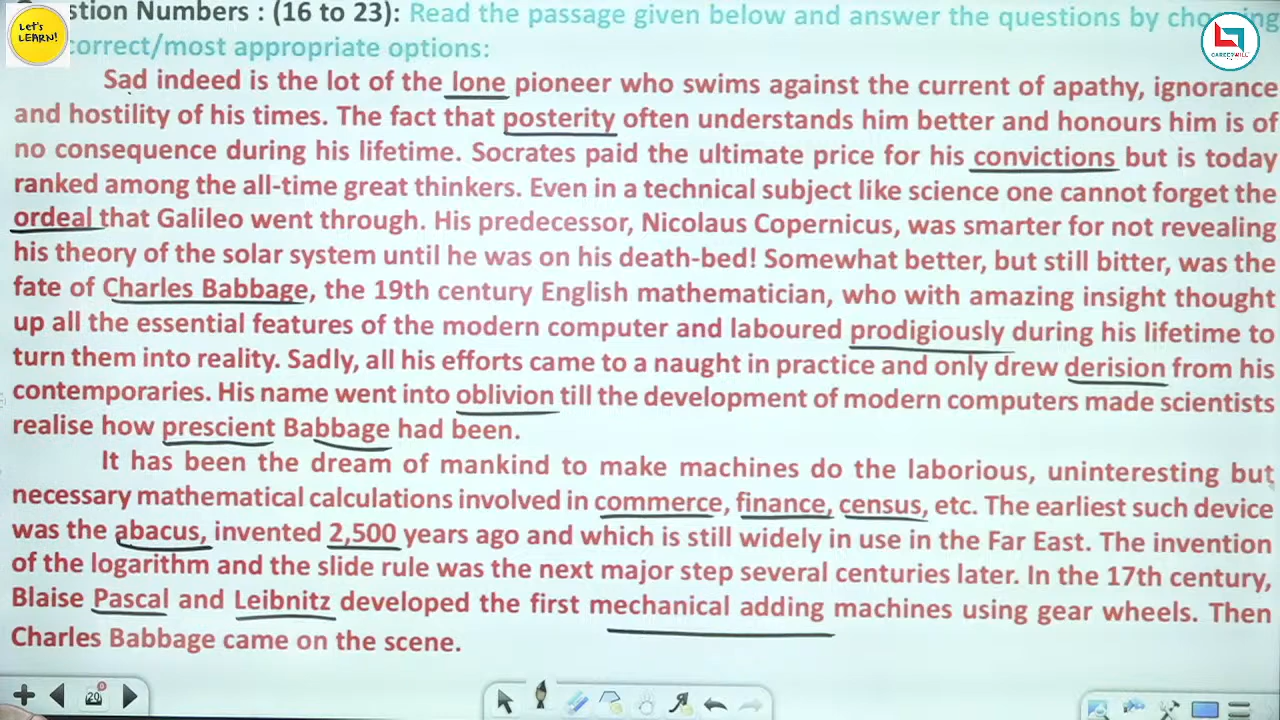 Let's
LEARN!
stion Numbers : (16 to 23): Read the passage given below and answer the questions by
correct/most appropriate options:
Sad indeed is the lot of the lone pioneer who swims against the current of apathy, ignorance
and hostility of his times. The fact that posterity often understands him better and honours him is of
no consequence during his lifetime. Socrates paid the ultimate price for his convictions but is today
ranked among the all-time great thinkers. Even in a technical subject like science one cannot forget the
ordeal that Galileo went through. His predecessor, Nicolaus Copernicus, was smarter for not revealing
his theory of the solar system until he was on his death-bed! Somewhat better, but still bitter, was the
fate of Charles Babbage, the 19th century English mathematician, who with amazing insight thought
up all the essential features of the modern computer and laboured prodigiously during his lifetime to
turn them into reality. Sadly, all his efforts came to a naught in practice and only drew derision from his
contemporaries. His name went into oblivion till the development of modern computers made scientists
realise how prescient Babbage had been.
It has been the dream of mankind to make machines do the laborious, uninteresting but
necessary mathematical calculations involved in commerce, finance, census, etc. The earliest such device
was the abacus, invented 2,500 years ago and which is still widely in use in the Far East. The invention
of the logarithm and the slide rule was the next major step several centuries later. In the 17th century,
Blaise Pascal and Leibnitz developed the first mechanical adding machines using gear wheels. Then
Charles Babbage came on the scene.
20